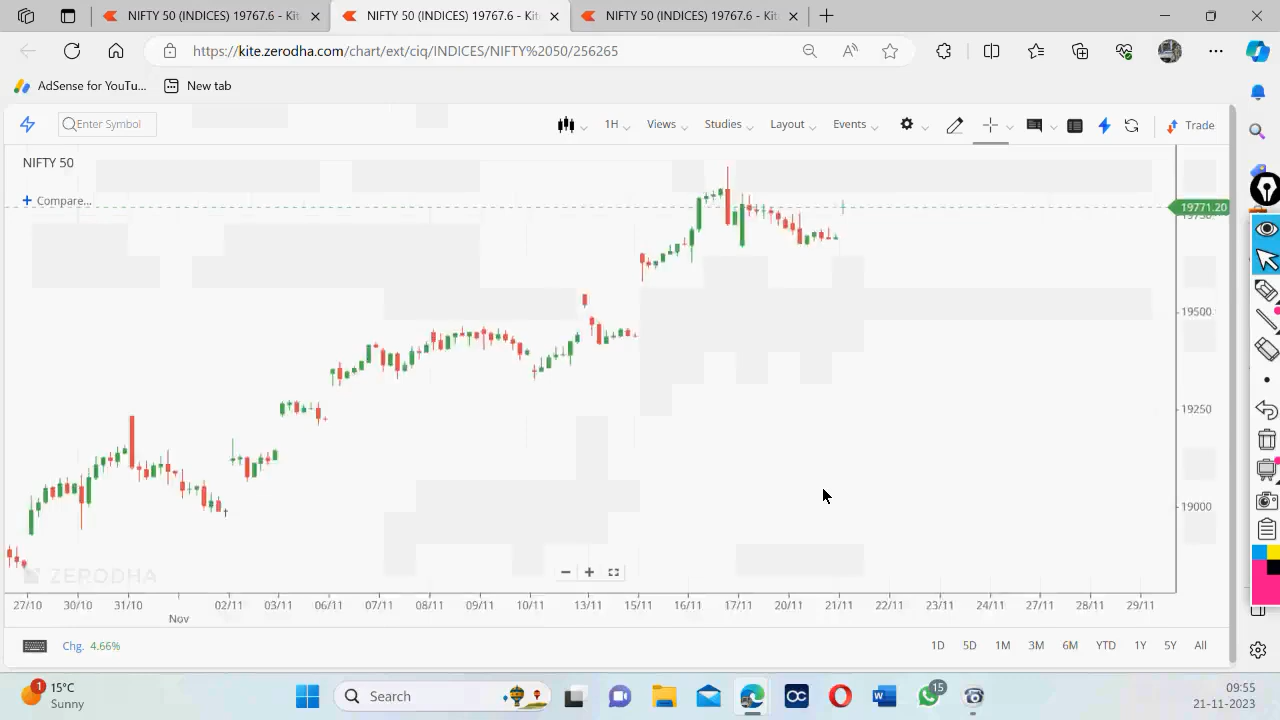 NIFTY 50 (INDICES) 19767.6 - Kit
NIFTY 50 (INDICES) 19767.6 - Kit
NIFTY 50 (INDICES) 19767.6 - Kit
https://kite.zerodha.com/chart/ext/ciq/INDICES/NIFTY%2050/256265
AdSense for YouTu... New tab
Enter Symbol 1H Views Studies Layout Events Trade
NIFTY 50
+ Compare...
19771.20
19500
19250
19000
ZERODHA
27/10 30/10 31/10 02/11 03/11 06/11 07/11 08/11 09/11 10/11 13/11 15/11 16/11 17/11 20/11 21/11 22/11 23/11 24/11 27/11 28/11 29/11
Nov
Chg. 4.66% 1D 5D 1M 3M 6M YTD 1Y 5Y All
1 15°C
Sunny
Search
OC
15
09:55
21-11-2023